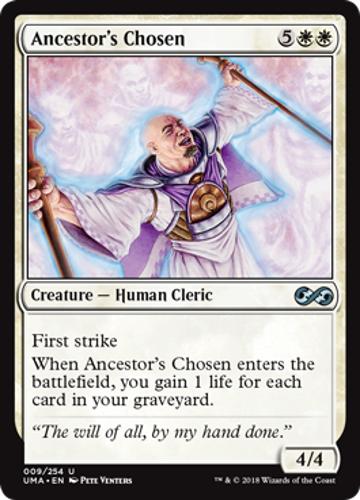 Ancestor's Chosen 5
Creature — Human Cleric
First strike
When Ancestor's Chosen enters the
battlefield, you gain 1 life for each
card in your graveyard.
"The will of all, by my hand done."
4/4
009/254 U
UMA • EN Pete Venters
™ & © 2018 Wizards of the Coast